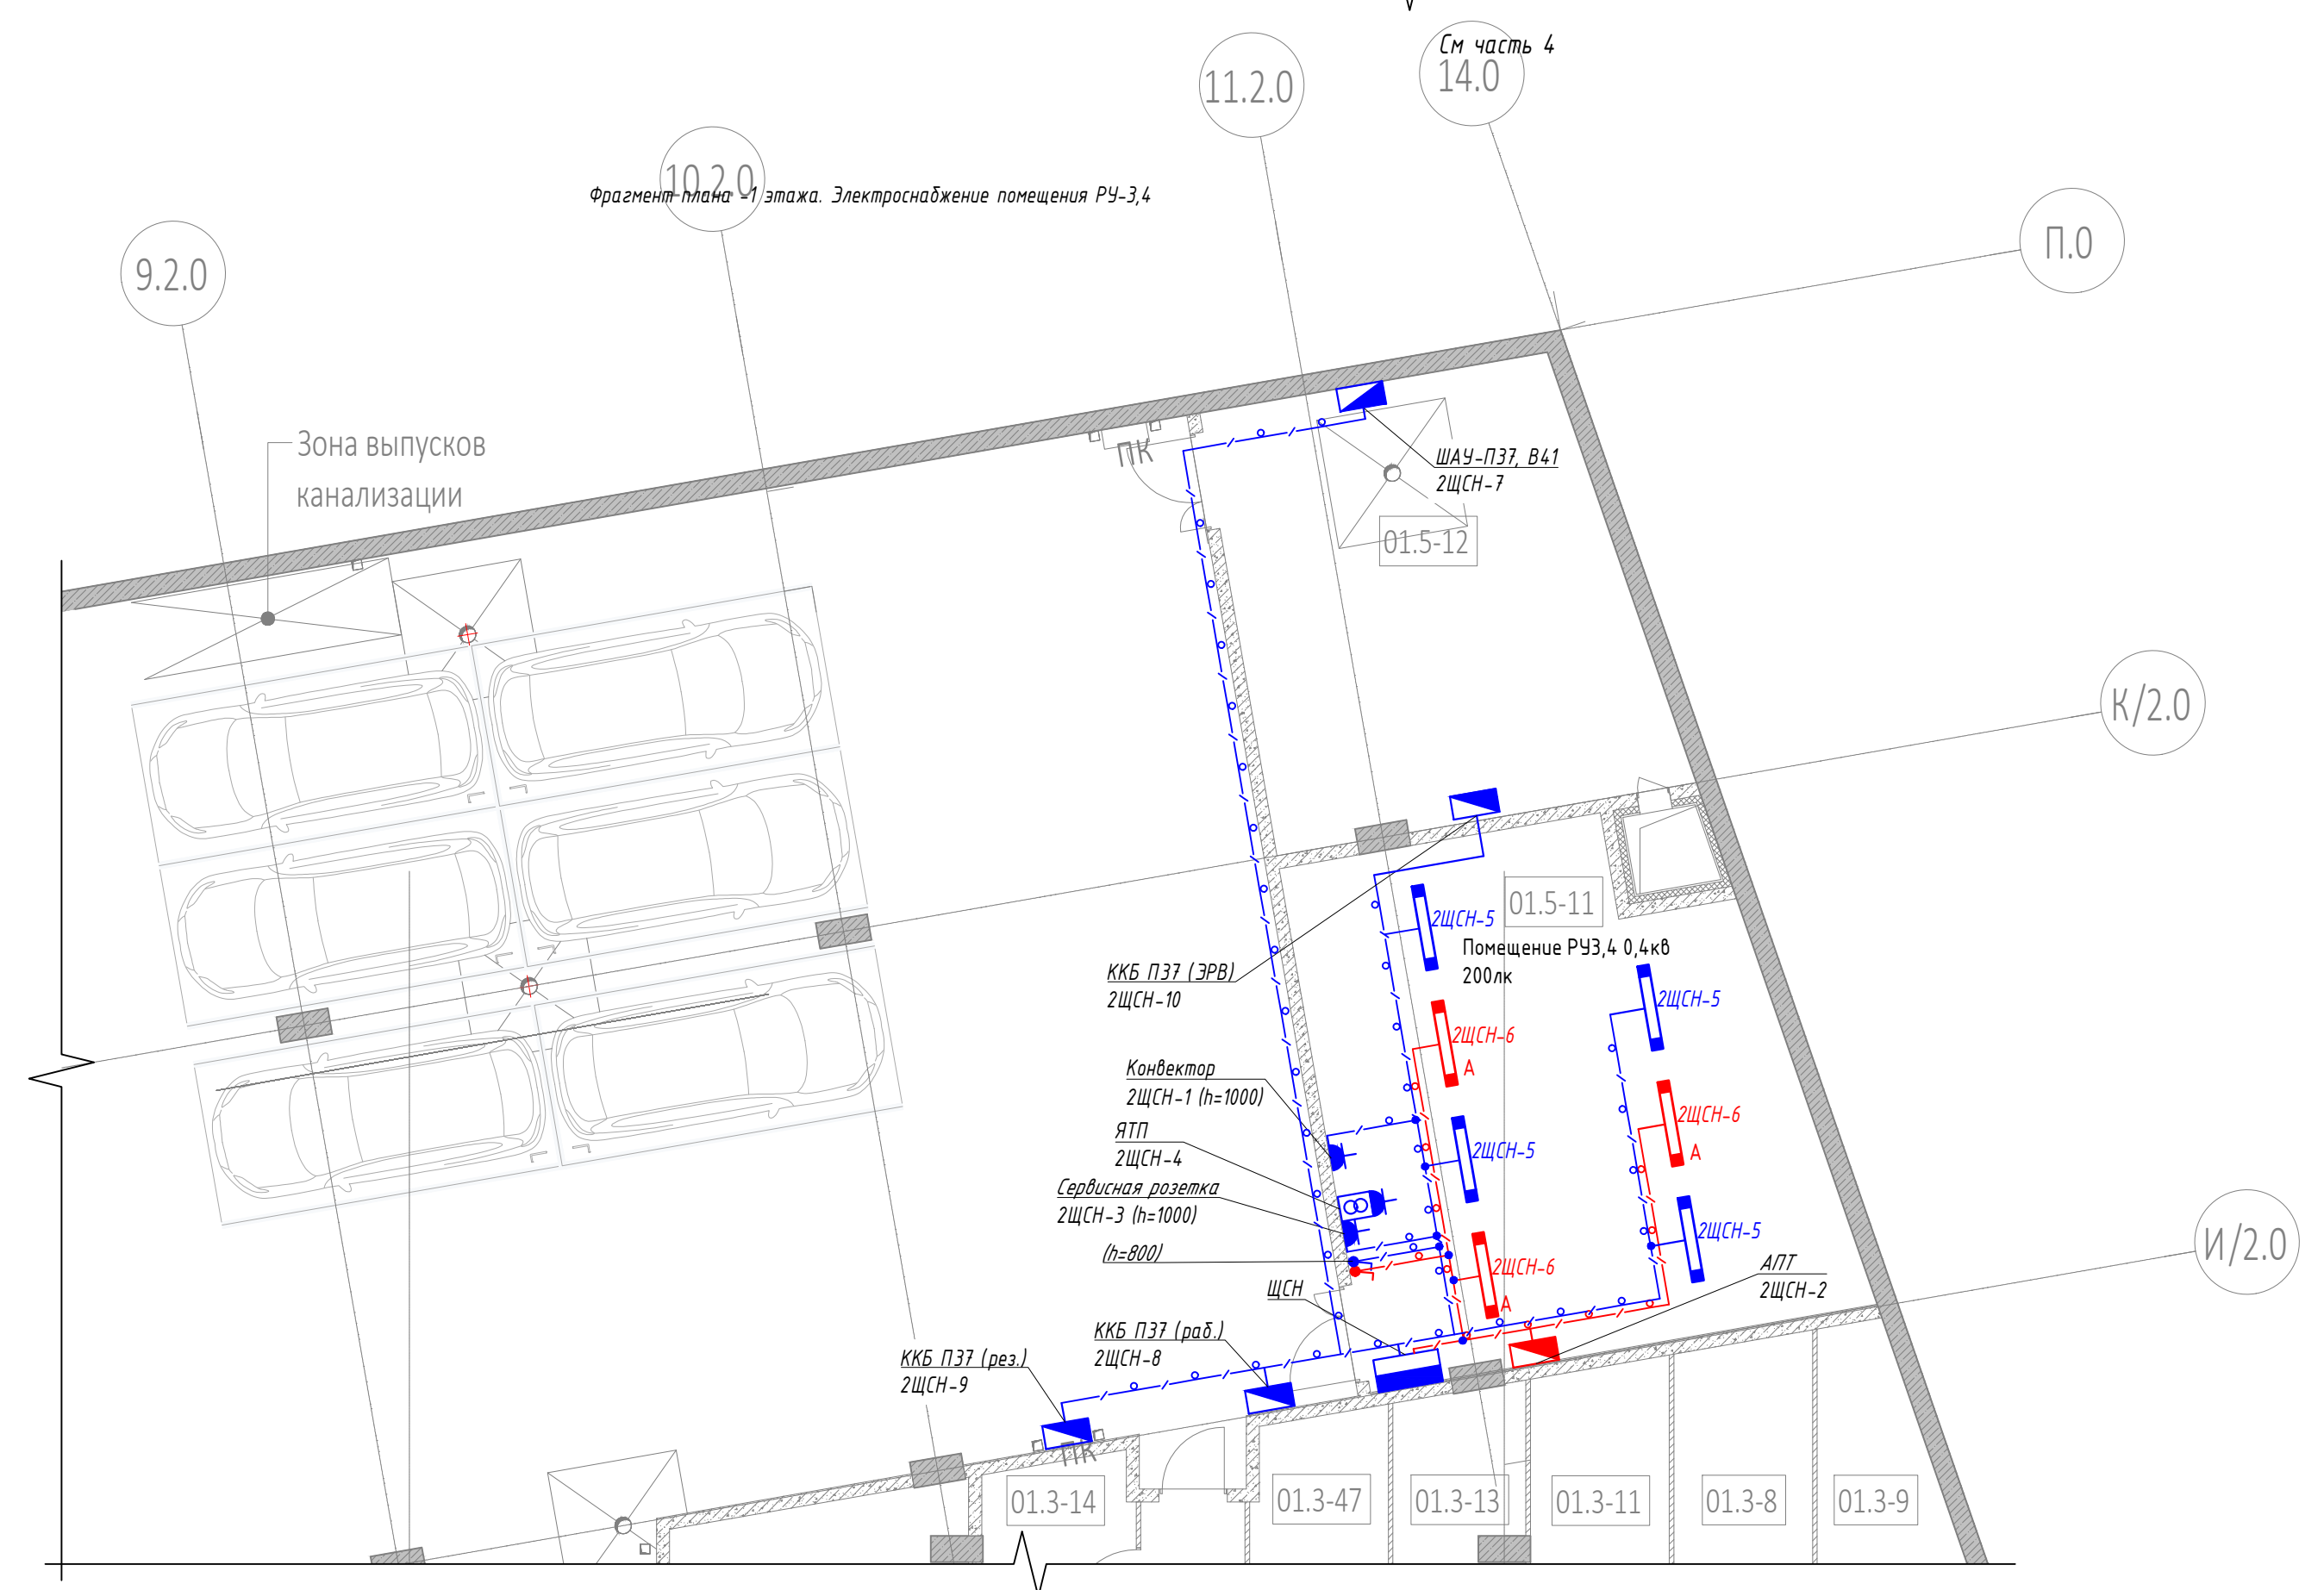 См часть 4
14.0
11.2.0
10.2.0
Фрагмент плана -1 этажа. Электроснабжение помещения РУ-3,4
9.2.0
П.0
Зона выпусков
канализации
ПК
ШАУ-П37, В41
2ЩСН-7
01.5-12
К/2.0
01.5-11
2ЩСН-5
Помещение РУ3,4 0,4кв
200лк
ККБ П37 (ЭРВ)
2ЩСН-10
2ЩСН-5
2ЩСН-6
А
Конвектор
2ЩСН-1 (h=1000)
2ЩСН-6
А
ЯТП
2ЩСН-4
2ЩСН-5
Сервисная розетка
2ЩСН-3 (h=1000)
2ЩСН-5
И/2.0
(h=800)
2ЩСН-6
А
АПТ
2ЩСН-2
ЩСН
ККБ П37 (раб.)
2ЩСН-8
ККБ П37 (рез.)
2ЩСН-9
ПК
01.3-14
01.3-47
01.3-13
01.3-11
01.3-8
01.3-9